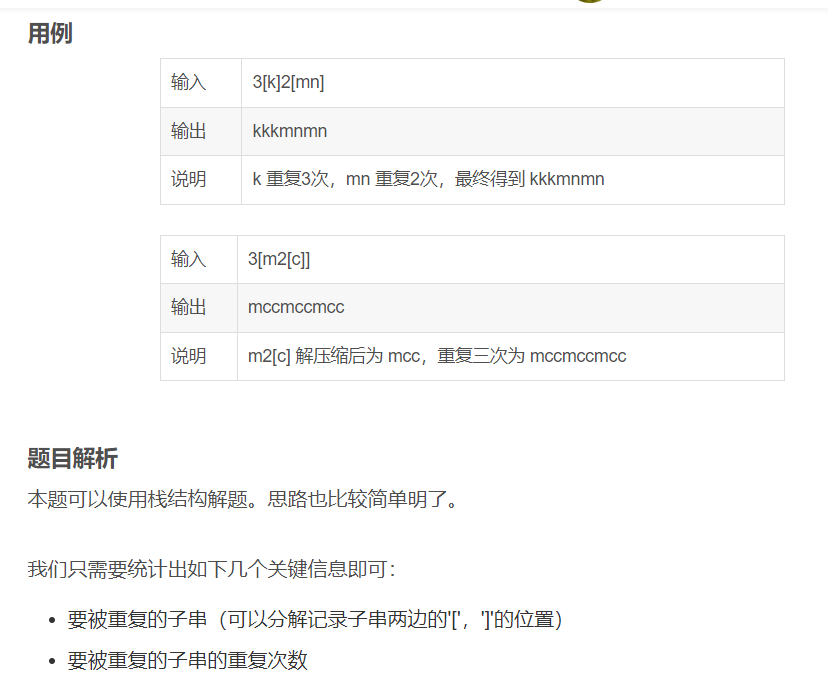 用例
输入 3[k]2[mn]
输出 kkkmnmn
说明 k 重复3次，mn 重复2次，最终得到 kkkmnmn
输入 3[m2[c]]
输出 mccmccmcc
说明 m2[c] 解压缩后为 mcc，重复三次为 mccmccmcc
题目解析
本题可以使用栈结构解题。思路也比较简单明了。
我们只需要统计出如下几个关键信息即可：
• 要被重复的子串（可以分解记录子串两边的'['，']'的位置）
• 要被重复的子串的重复次数